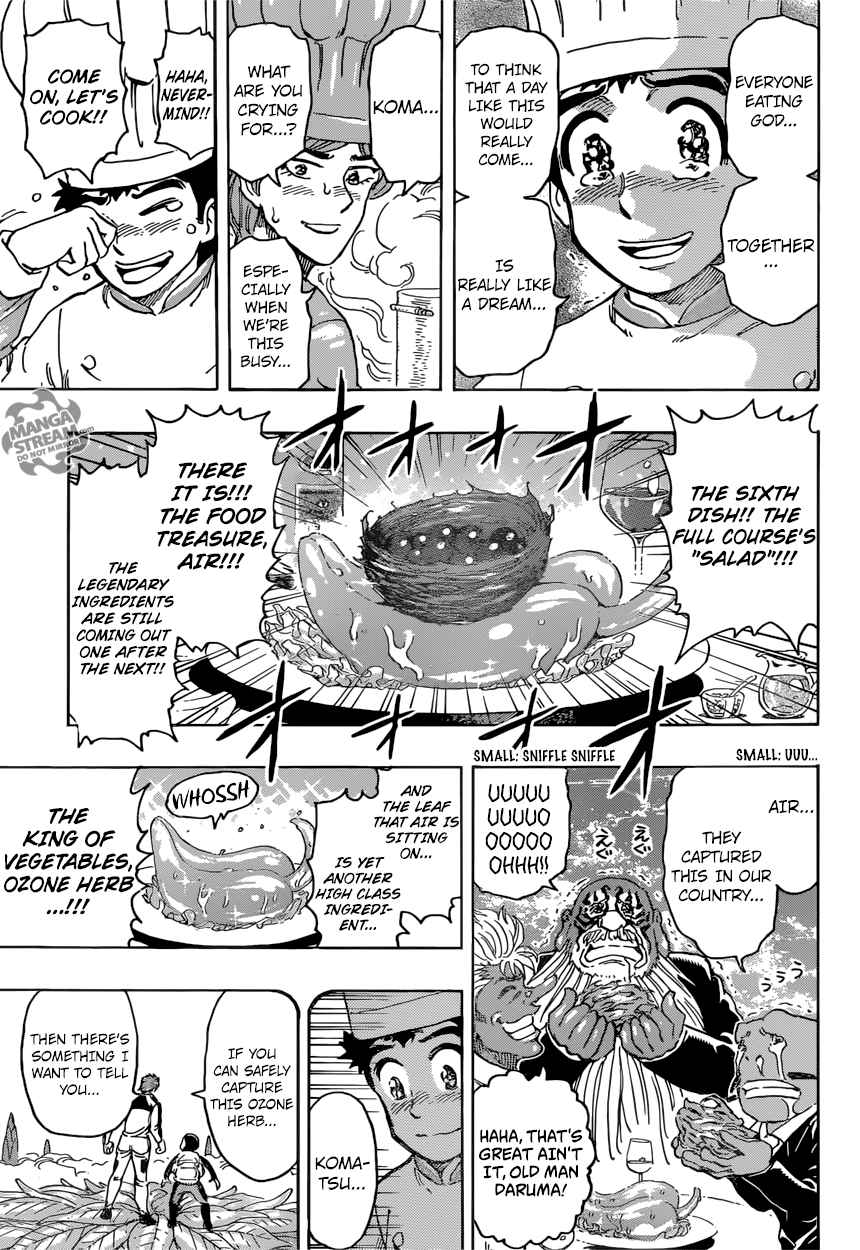 EVERYONE
EATING
GOD...
TOGETHER
...
TO THINK
THAT A DAY
LIKE THIS
WOULD
REALLY
COME...
IS
REALLY LIKE
A DREAM...
KOMA...
WHAT
ARE YOU
CRYING
FOR...?
ESPE-
CIALLY
WHEN
WE'RE
THIS
BUSY...
HAHA,
NEVER-
MIND!!
COME
ON, LET'S
COOK!!
MANGA
STREAM.com
DO NOT MIRROR
THE SIXTH
DISH!! THE
FULL COURSE'S
"SALAD"!!!
THERE
IT IS!!!
THE FOOD
TREASURE,
AIR!!!
THE
LEGENDARY
INGREDIENTS
ARE STILL
COMING OUT
ONE AFTER
THE NEXT!!
SMALL: UUU...
SMALL: SNIFFLE SNIFFLE
AIR...
THEY
CAPTURED
THIS IN OUR
COUNTRY...
UUUUU
UUUUO
OOOOO
OHHH!!
えぐ
えぐ
ううう
HAHA, THAT'S
GREAT AIN'T
IT, OLD MAN
DARUMA!
AND
THE LEAF
THAT AIR IS
SITTING
ON...
IS YET
ANOTHER
HIGH CLASS
INGREDI-
ENT...
WHOSSH
THE
KING OF
VEGETABLES,
OZONE HERB
...!!!
KOMA-
TSU...
IF YOU
CAN SAFELY
CAPTURE
THIS OZONE
HERB...
THEN THERE'S
SOMETHING I
WANT TO TELL
YOU...